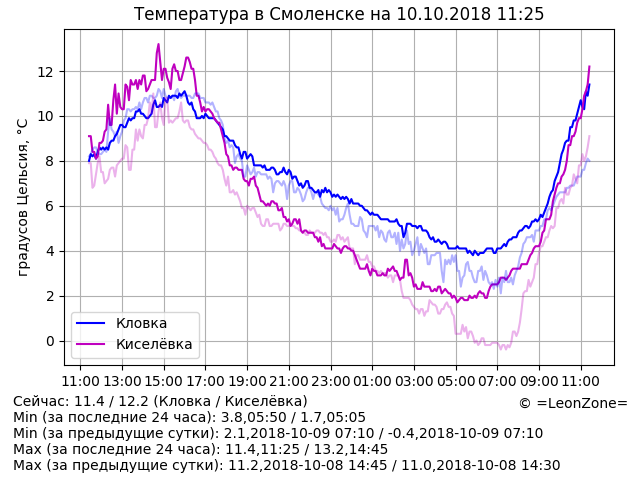 Температура в Смоленске на 10.10.2018 11:25
градусов Цельсия, °C
12
10
8
6
4
2
0
Кловка
Киселёвка
11:00 13:00 15:00 17:00 19:00 21:00 23:00 01:00 03:00 05:00 07:00 09:00 11:00
Сейчас: 11.4 / 12.2 (Кловка / Киселёвка)
© =LeonZone=
Min (за последние 24 часа): 3.8,05:50 / 1.7,05:05
Min (за предыдущие сутки): 2.1,2018-10-09 07:10 / -0.4,2018-10-09 07:10
Max (за последние 24 часа): 11.4,11:25 / 13.2,14:45
Max (за предыдущие сутки): 11.2,2018-10-08 14:45 / 11.0,2018-10-08 14:30